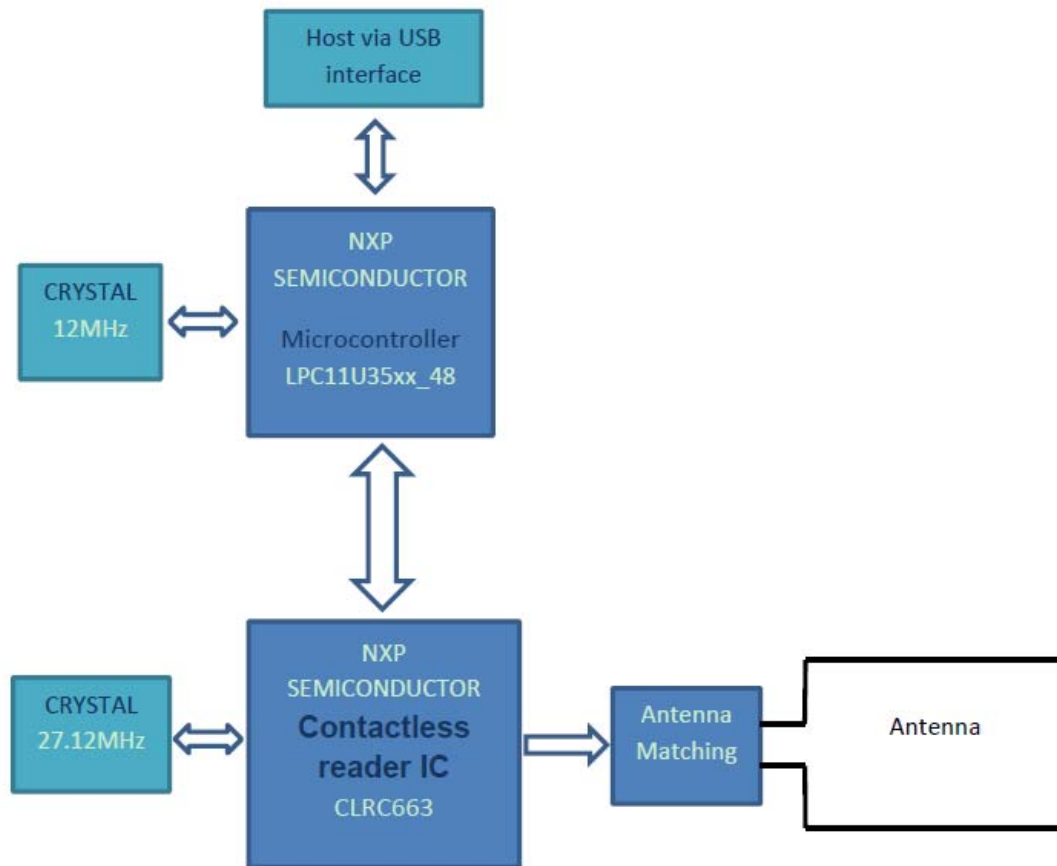 Host via USB
interface
NXP
SEMICONDUCTOR
Microcontroller
LPC11U35xx_48
CRYSTAL
12MHz
NXP
SEMICONDUCTOR
Contactless
reader IC
CLRC663
CRYSTAL
27.12MHz
Antenna
Matching
Antenna